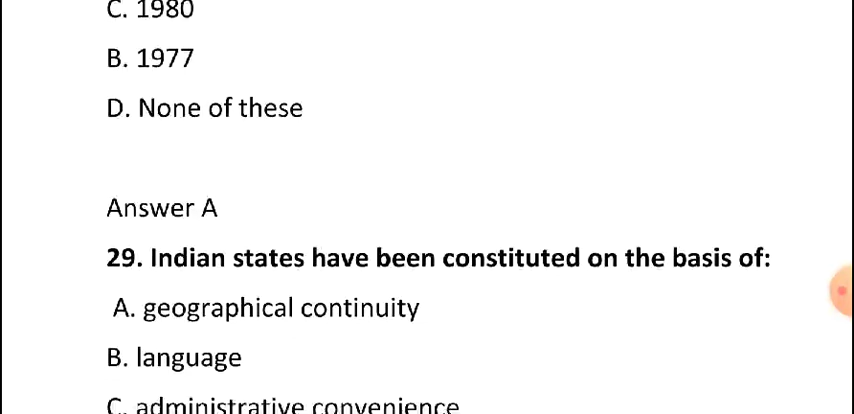 C. 1980
B. 1977
D. None of these
Answer A
29. Indian states have been constituted on the basis of:
A. geographical continuity
B. language
C. administrative convenience